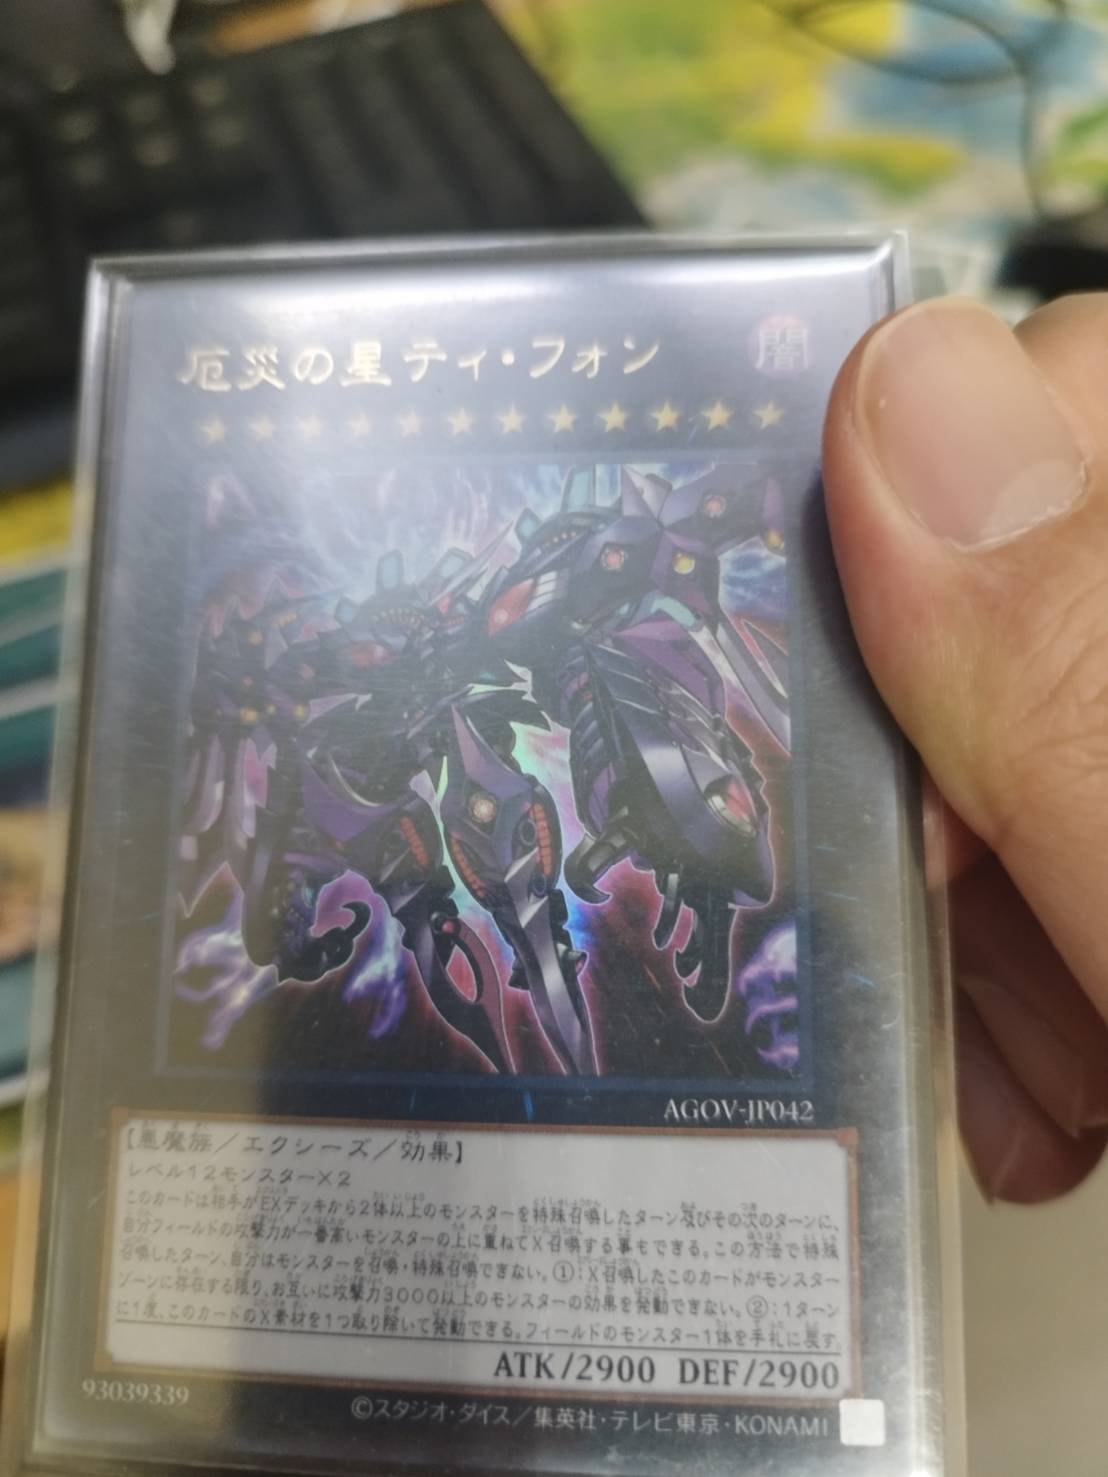 厄災の星ティ・フォン
闇
AGOV-JP042
【悪魔族／エクシーズ／効果】
レベル12モンスター×2
このカードは相手がEXデッキから2体以上のモンスターを特殊召喚したターン及びその次のターンに、
自分フィールドの攻撃力が一番高いモンスターの上に重ねてX召喚する事もできる。この方法で特殊
召喚したターン、自分はモンスターを召喚・特殊召喚できない。①：X召喚したこのカードがモンスター
ゾーンに存在する限り、お互いに攻撃力3000以上のモンスターの効果を発動できない。②：1ターン
に1度、このカードのX素材を1つ取り除いて発動できる。フィールドのモンスター1体を手札に戻す。
ATK/2900 DEF/2900
93039339
©スタジオ・ダイス／集英社・テレビ東京・KONAMI